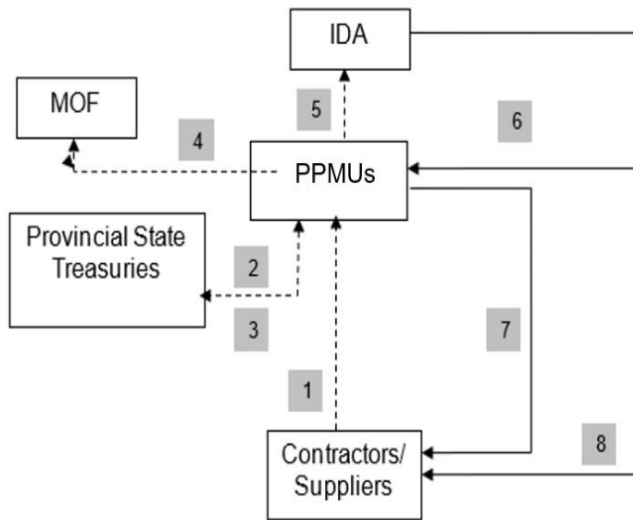 IDA
MOF
5
6
4
PPMUs
Provincial State
Treasuries
2
3
7
1
Contractors/
Suppliers
8